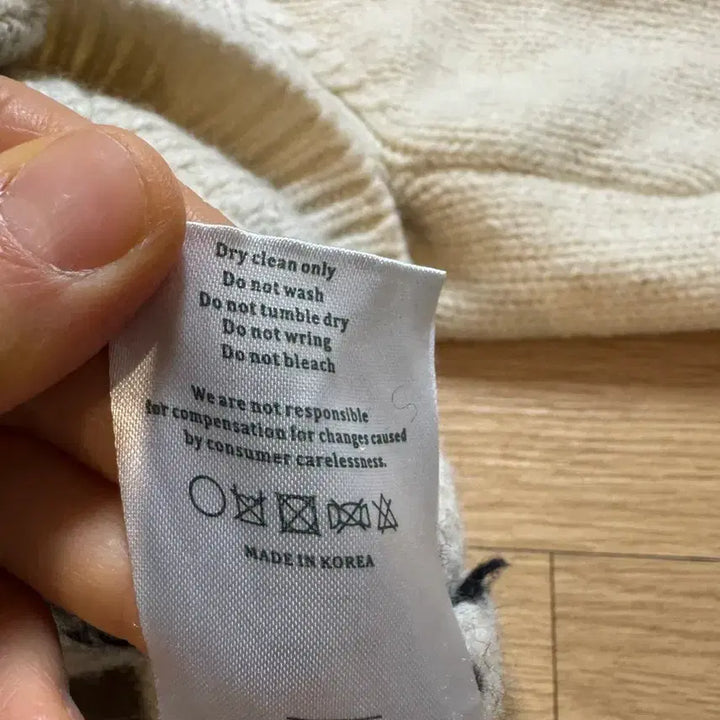 Dry clean only
Do not wash
Do not tumble dry
Do not wring
Do not bleach
We are not responsible
for compensation for changes caused
by consumer carelessness.
MADE IN KOREA